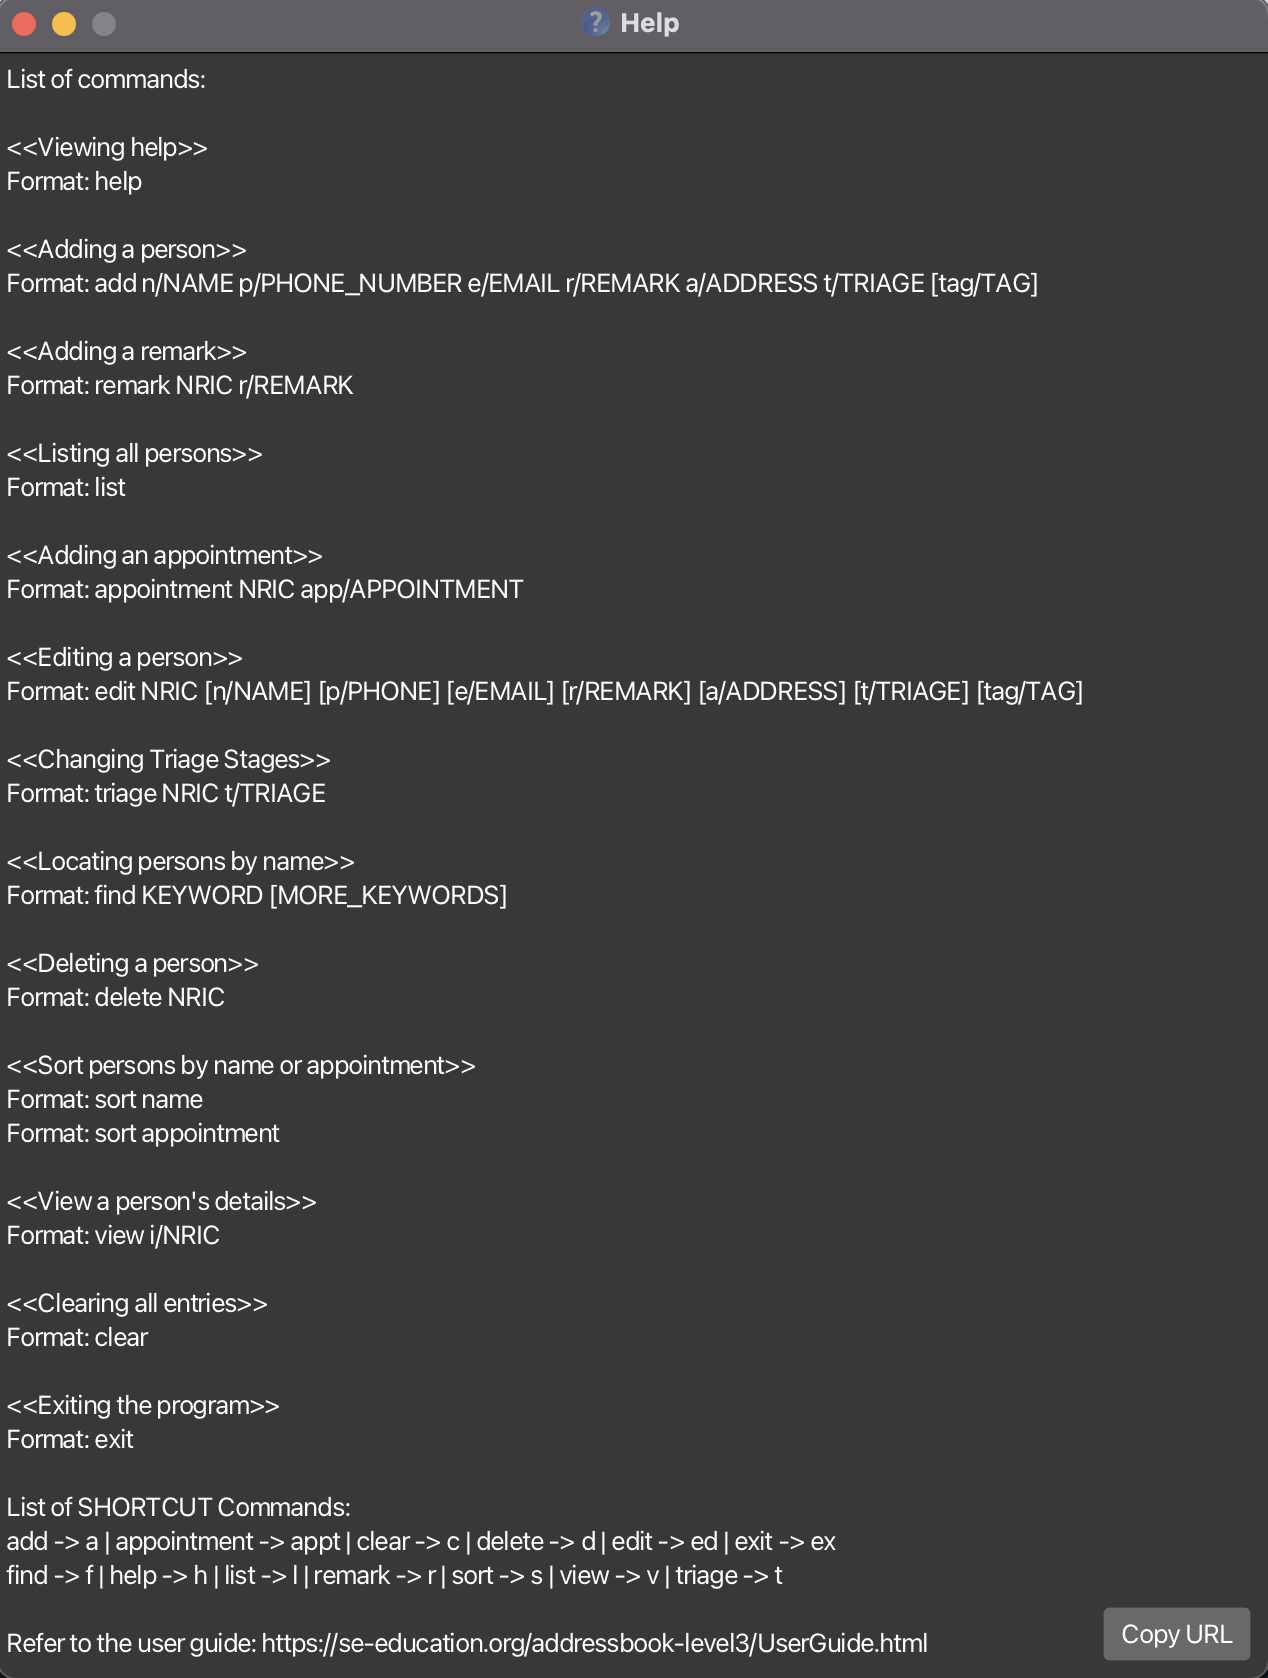 Help
List of commands:
<<Viewing help>>
Format: help
<<Adding a person>>
Format: add n/NAME p/PHONE_NUMBER e/EMAIL r/REMARK a/ADDRESS t/TRIAGE [tag/TAG]
<<Adding a remark>>
Format: remark NRIC r/REMARK
<<Listing all persons>>
Format: list
<<Adding an appointment>>
Format: appointment NRIC app/APPOINTMENT
<<Editing a person>>
Format: edit NRIC [n/NAME] [p/PHONE] [e/EMAIL] [r/REMARK] [a/ADDRESS] [t/TRIAGE] [tag/TAG]
<<Changing Triage Stages>>
Format: triage NRIC t/TRIAGE
<<Locating persons by name>>
Format: find KEYWORD [MORE_KEYWORDS]
<<Deleting a person>>
Format: delete NRIC
<<Sort persons by name or appointment>>
Format: sort name
Format: sort appointment
<<View a person's details>>
Format: view i/NRIC
<<Clearing all entries>>
Format: clear
<<Exiting the program>>
Format: exit
List of SHORTCUT Commands:
add -> a | appointment -> appt | clear -> c | delete -> d | edit -> ed | exit -> ex
find -> f | help -> h | list -> l | remark -> r | sort -> s | view -> v | triage -> t
Refer to the user guide: https://se-education.org/addressbook-level3/UserGuide.html
Copy URL